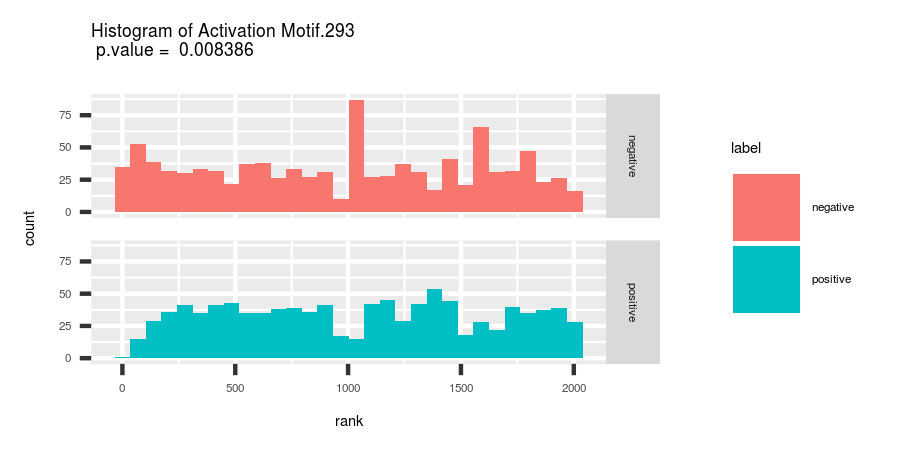 Histogram of Activation Motif.293
p.value = 0.008386
75
50
25
0
negative
75
50
25
0
positive
0 500 1000 1500 2000
rank
count
label
negative
positive